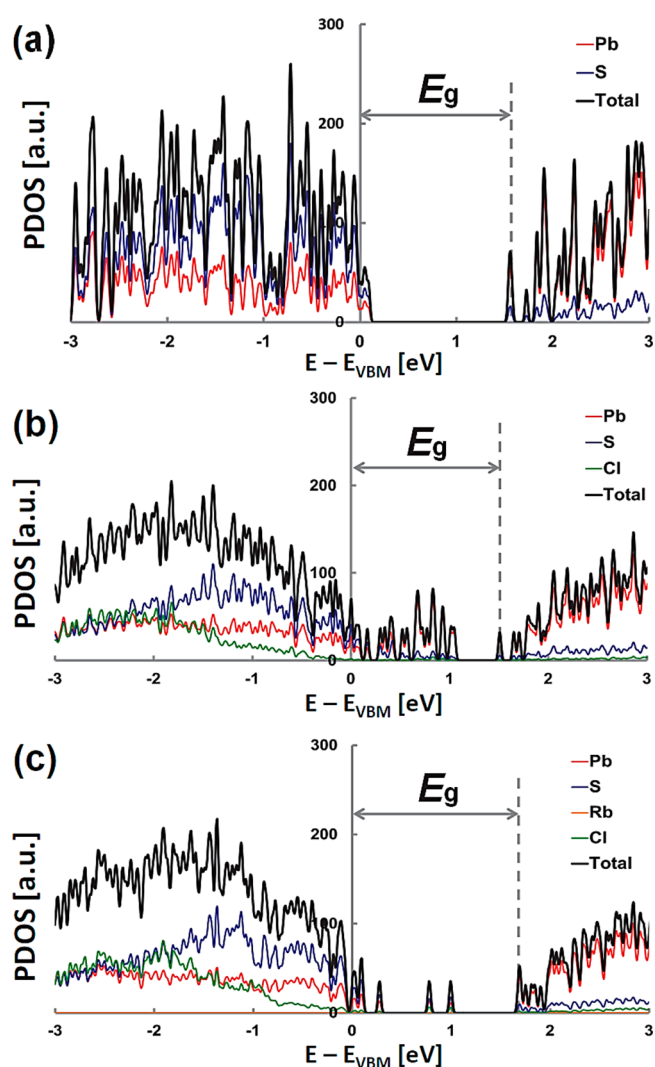 (a)
300
Pb
S
Total
Eg
200
PDOS [a.u.]
0
-3 -2 -1 0 1 2 3
E – EVBM [eV]
(b)
300
Pb
S
Cl
Total
Eg
200
PDOS [a.u.]
100
0
-3 -2 -1 0 1 2 3
E – EVBM [eV]
(c)
300
Pb
S
Rb
Cl
Total
Eg
200
PDOS [a.u.]
0
-3 -2 -1 0 1 2 3
E – EVBM [eV]